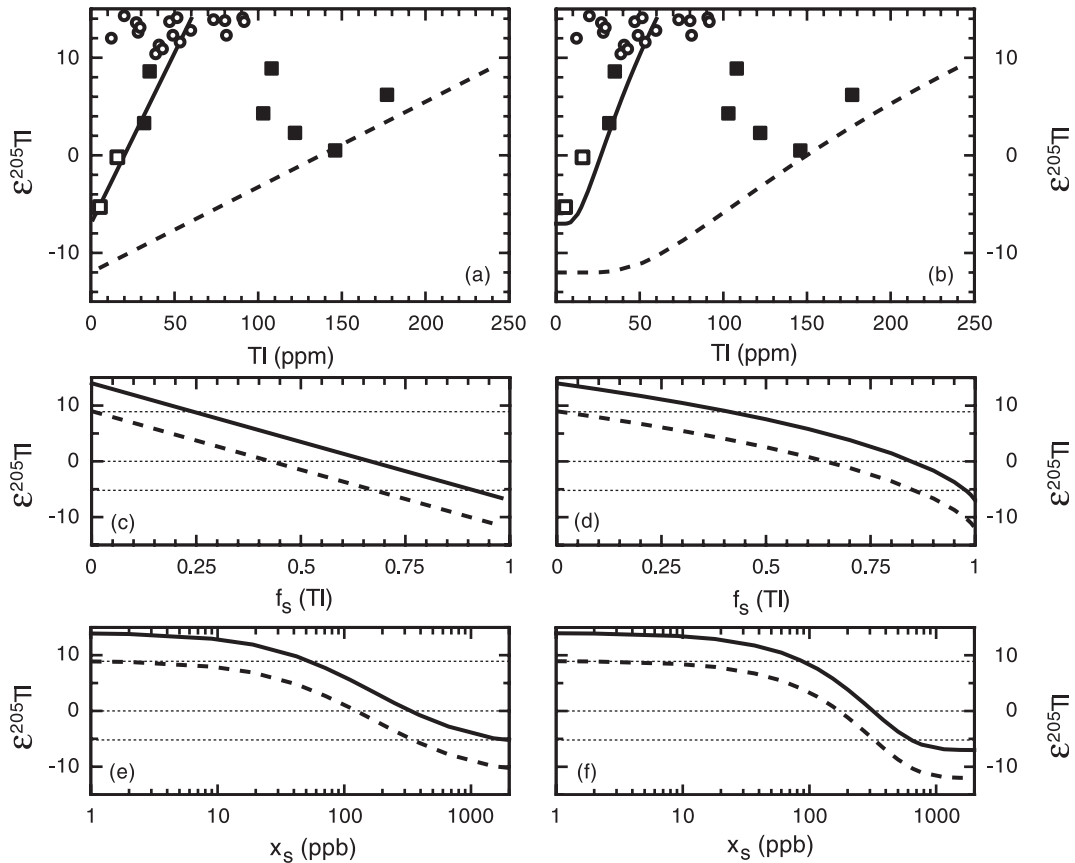 10
0
-10
ε²⁰⁵Tl
(a)
0 50 100 150 200 250
Tl (ppm)
10
0
-10
ε²⁰⁵Tl
(b)
0 50 100 150 200 250
Tl (ppm)
10
0
-10
ε²⁰⁵Tl
(c)
0 0.25 0.5 0.75 1
fₛ (Tl)
10
0
-10
ε²⁰⁵Tl
(d)
0 0.25 0.5 0.75 1
fₛ (Tl)
10
0
-10
ε²⁰⁵Tl
(e)
1 10 100 1000
xₛ (ppb)
10
0
-10
ε²⁰⁵Tl
(f)
1 10 100 1000
xₛ (ppb)